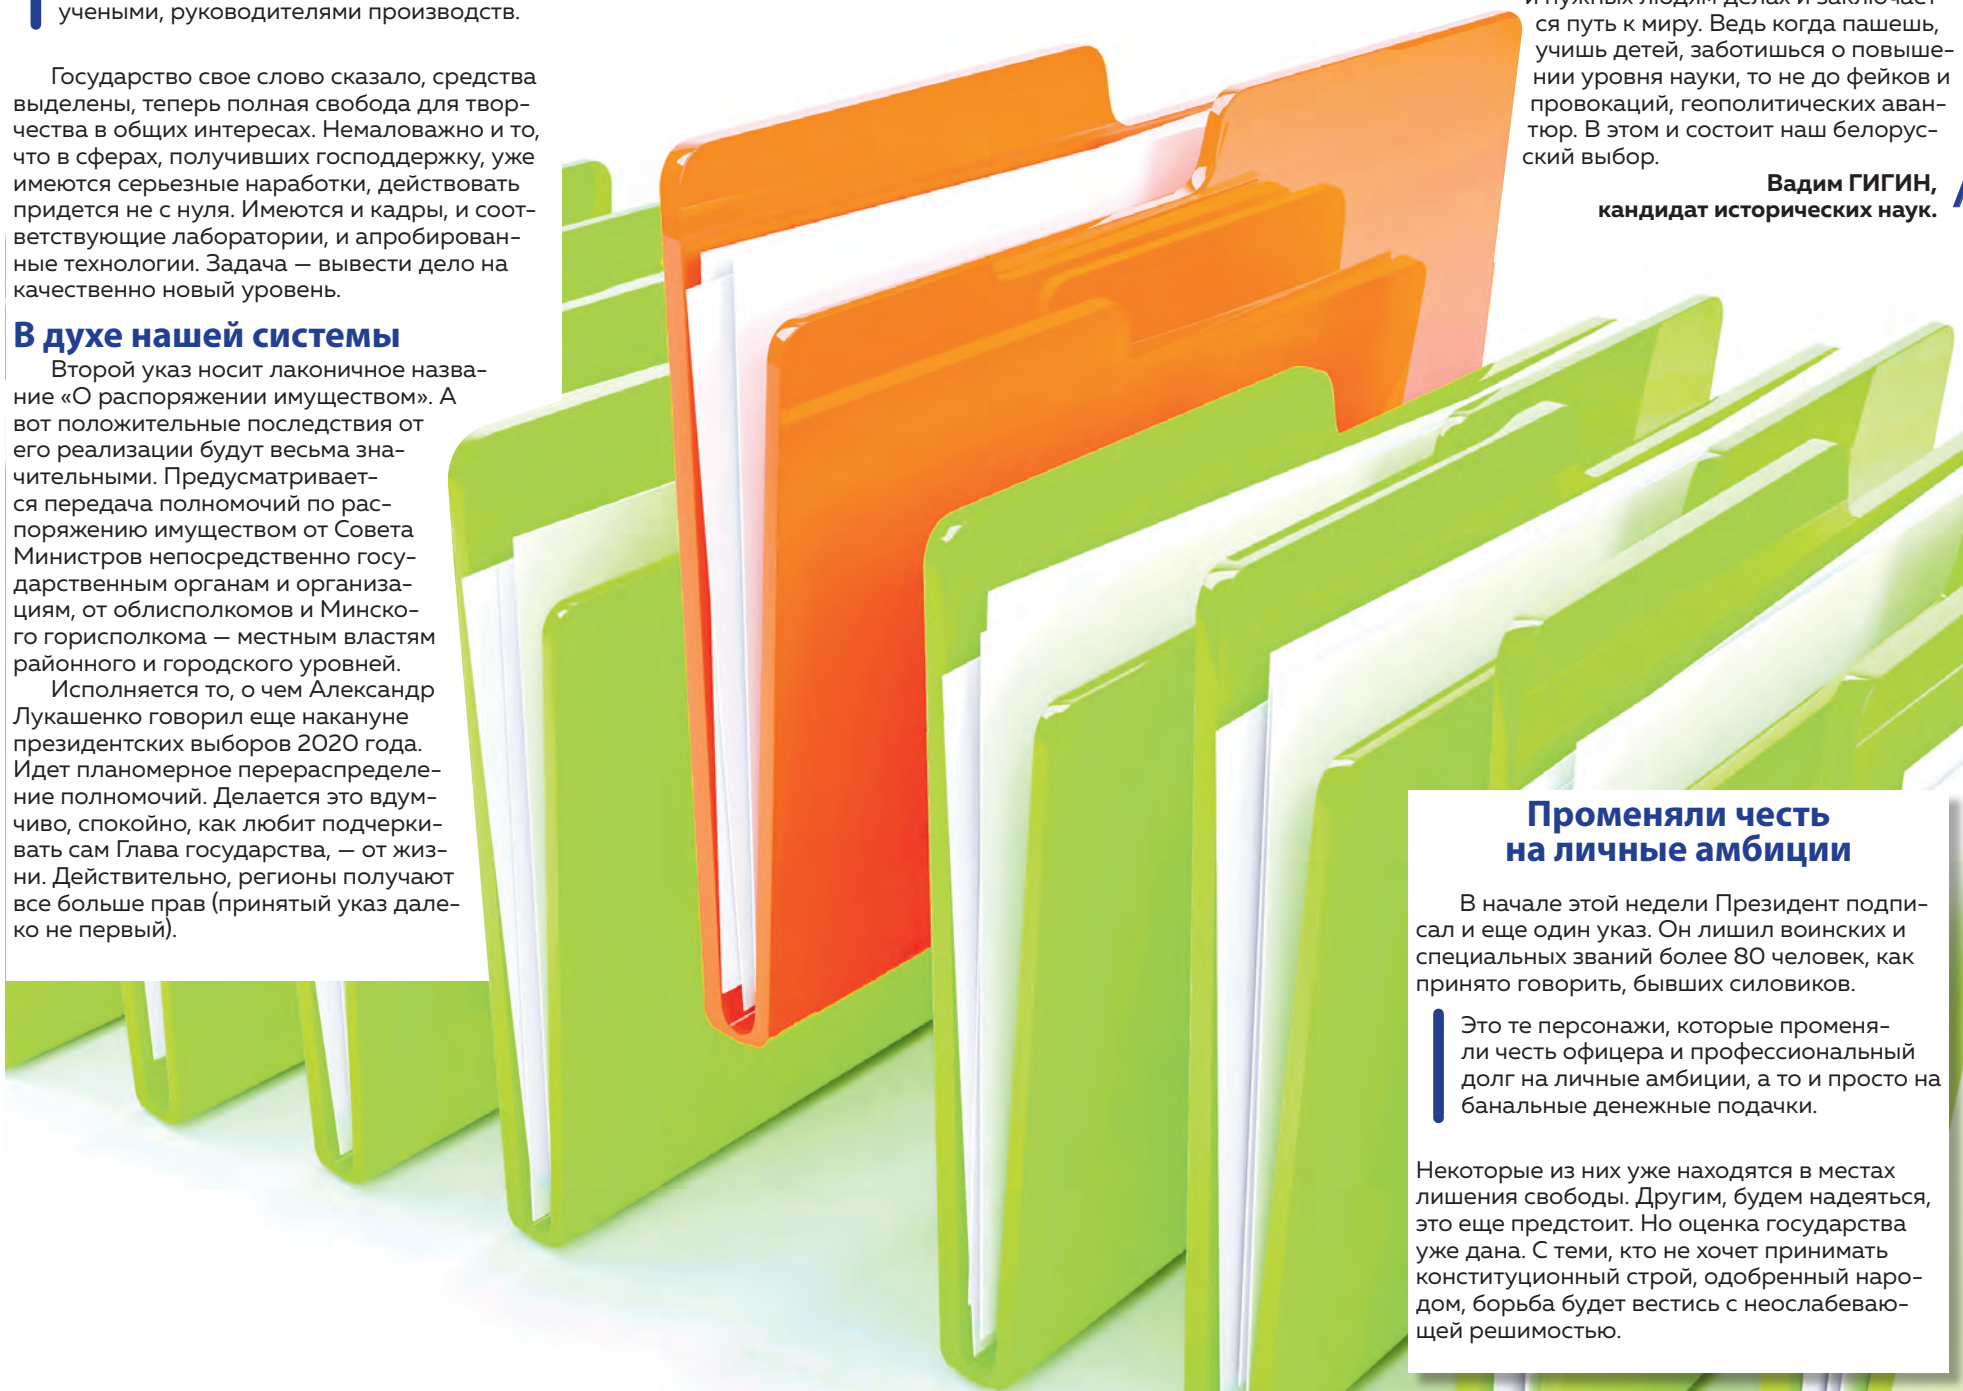 учеными, руководителями производств.
Государство свое слово сказало, средства
выделены, теперь полная свобода для твор-
чества в общих интересах. Немаловажно и то,
что в сферах, получивших господдержку, уже
имеются серьезные наработки, действовать
придется не с нуля. Имеются и кадры, и соот-
ветствующие лаборатории, и апробирован-
ные технологии. Задача — вывести дело на
качественно новый уровень.
В духе нашей системы
Второй указ носит лаконичное назва-
ние «О распоряжении имуществом». А
вот положительные последствия от
его реализации будут весьма зна-
чительными. Предусматривает-
ся передача полномочий по рас-
поряжению имуществом от Совета
Министров непосредственно госу-
дарственным органам и организа-
циям, от облисполкомов и Минско-
го горисполкома — местным властям
районного и городского уровней.
Исполняется то, о чем Александр
Лукашенко говорил еще накануне
президентских выборов 2020 года.
Идет планомерное перераспределе-
ние полномочий. Делается это вдум-
чиво, спокойно, как любит подчерки-
вать сам Глава государства, — от жиз-
ни. Действительно, регионы получают
все больше прав (принятый указ дале-
ко не первый).
и нужных людям делах и заключает-
ся путь к миру. Ведь когда пашешь,
учишь детей, заботишься о повыше-
нии уровня науки, то не до фейков и
провокаций, геополитических аван-
тюр. В этом и состоит наш белорус-
ский выбор.
Вадим ГИГИН,
кандидат исторических наук.
Променяли честь
на личные амбиции
В начале этой недели Президент подпи-
сал и еще один указ. Он лишил воинских и
специальных званий более 80 человек, как
принято говорить, бывших силовиков.
Это те персонажи, которые променя-
ли честь офицера и профессиональный
долг на личные амбиции, а то и просто на
банальные денежные подачки.
Некоторые из них уже находятся в местах
лишения свободы. Другим, будем надеяться,
это еще предстоит. Но оценка государства
уже дана. С теми, кто не хочет принимать
конституционный строй, одобренный наро-
дом, борьба будет вестись с неослабеваю-
щей решимостью.